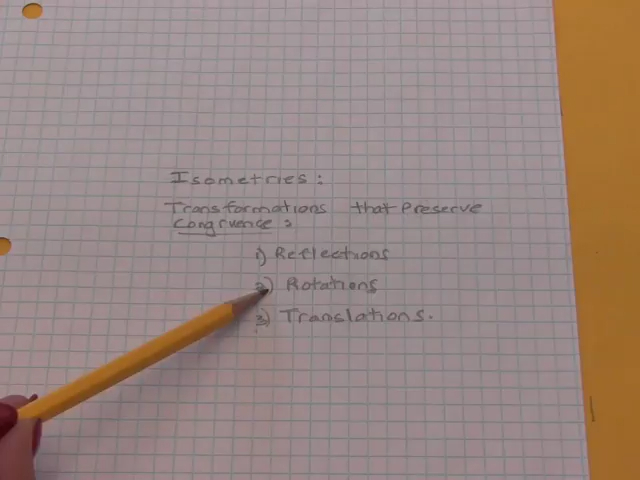 Isometries:
Transformations that Preserve
Congruence:
1) Reflections
2) Rotations
3) Translations.